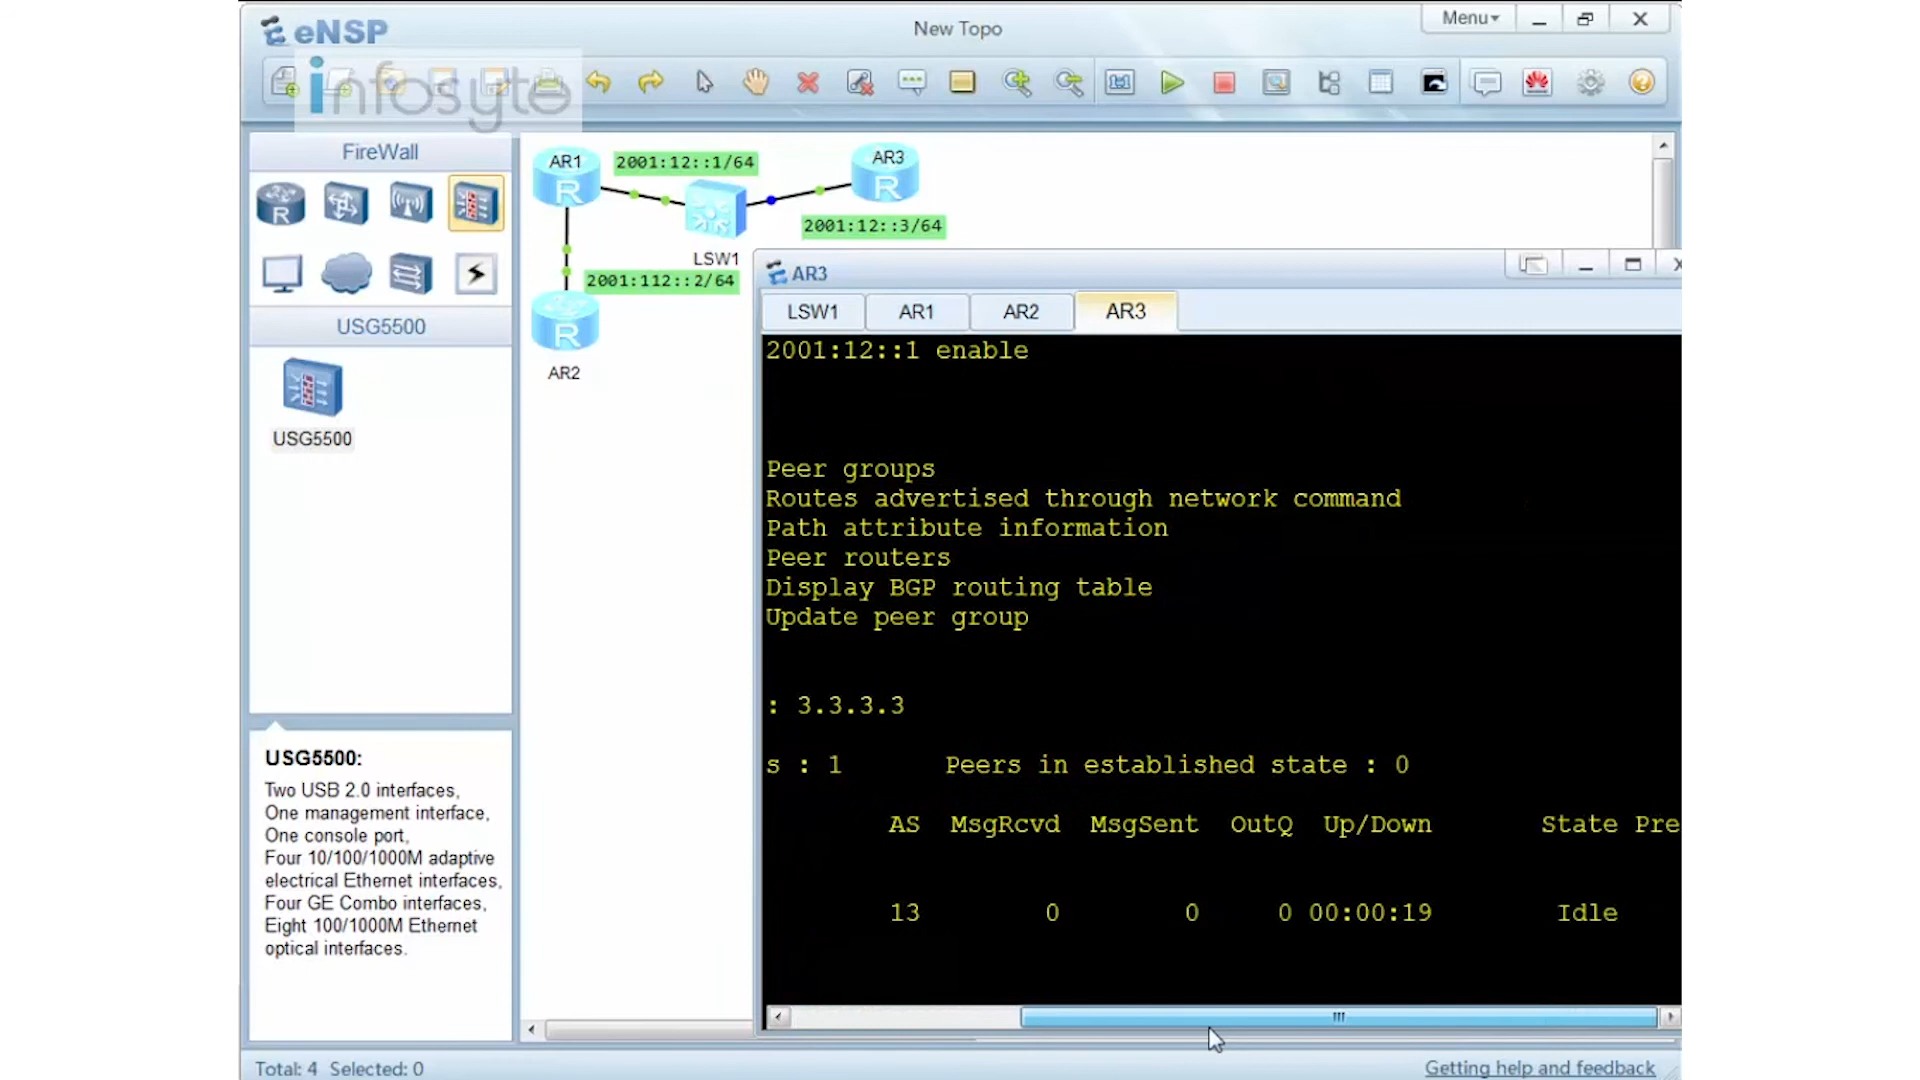 eNSP
New Topo
Menu
infosyte
FireWall
USG5500
USG5500
USG5500:
Two USB 2.0 interfaces,
One management interface,
One console port,
Four 10/100/1000M adaptive
electrical Ethernet interfaces,
Four GE Combo interfaces,
Eight 100/1000M Ethernet
optical interfaces.
AR1
2001:12::1/64
AR3
2001:12::3/64
LSW1
2001:112::2/64
AR2
AR3
LSW1
AR1
AR2
AR3
2001:12::1 enable
Peer groups
Routes advertised through network command
Path attribute information
Peer routers
Display BGP routing table
Update peer group
: 3.3.3.3
s : 1 Peers in established state : 0
AS MsgRcvd MsgSent OutQ Up/Down State Pre
13 0 0 0 00:00:19 Idle
Total: 4 Selected: 0
Getting help and feedback